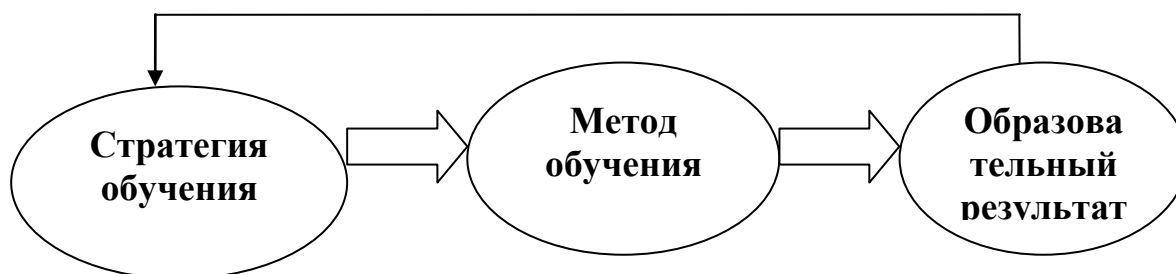 Стратегия
обучения
Метод
обучения
Образова
тельный
результат